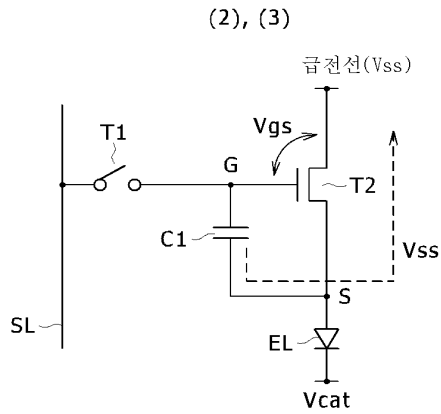 (2), (3)
급전선(Vss)
T1
Vgs
G
T2
C1
Vss
S
SL
EL
Vcat